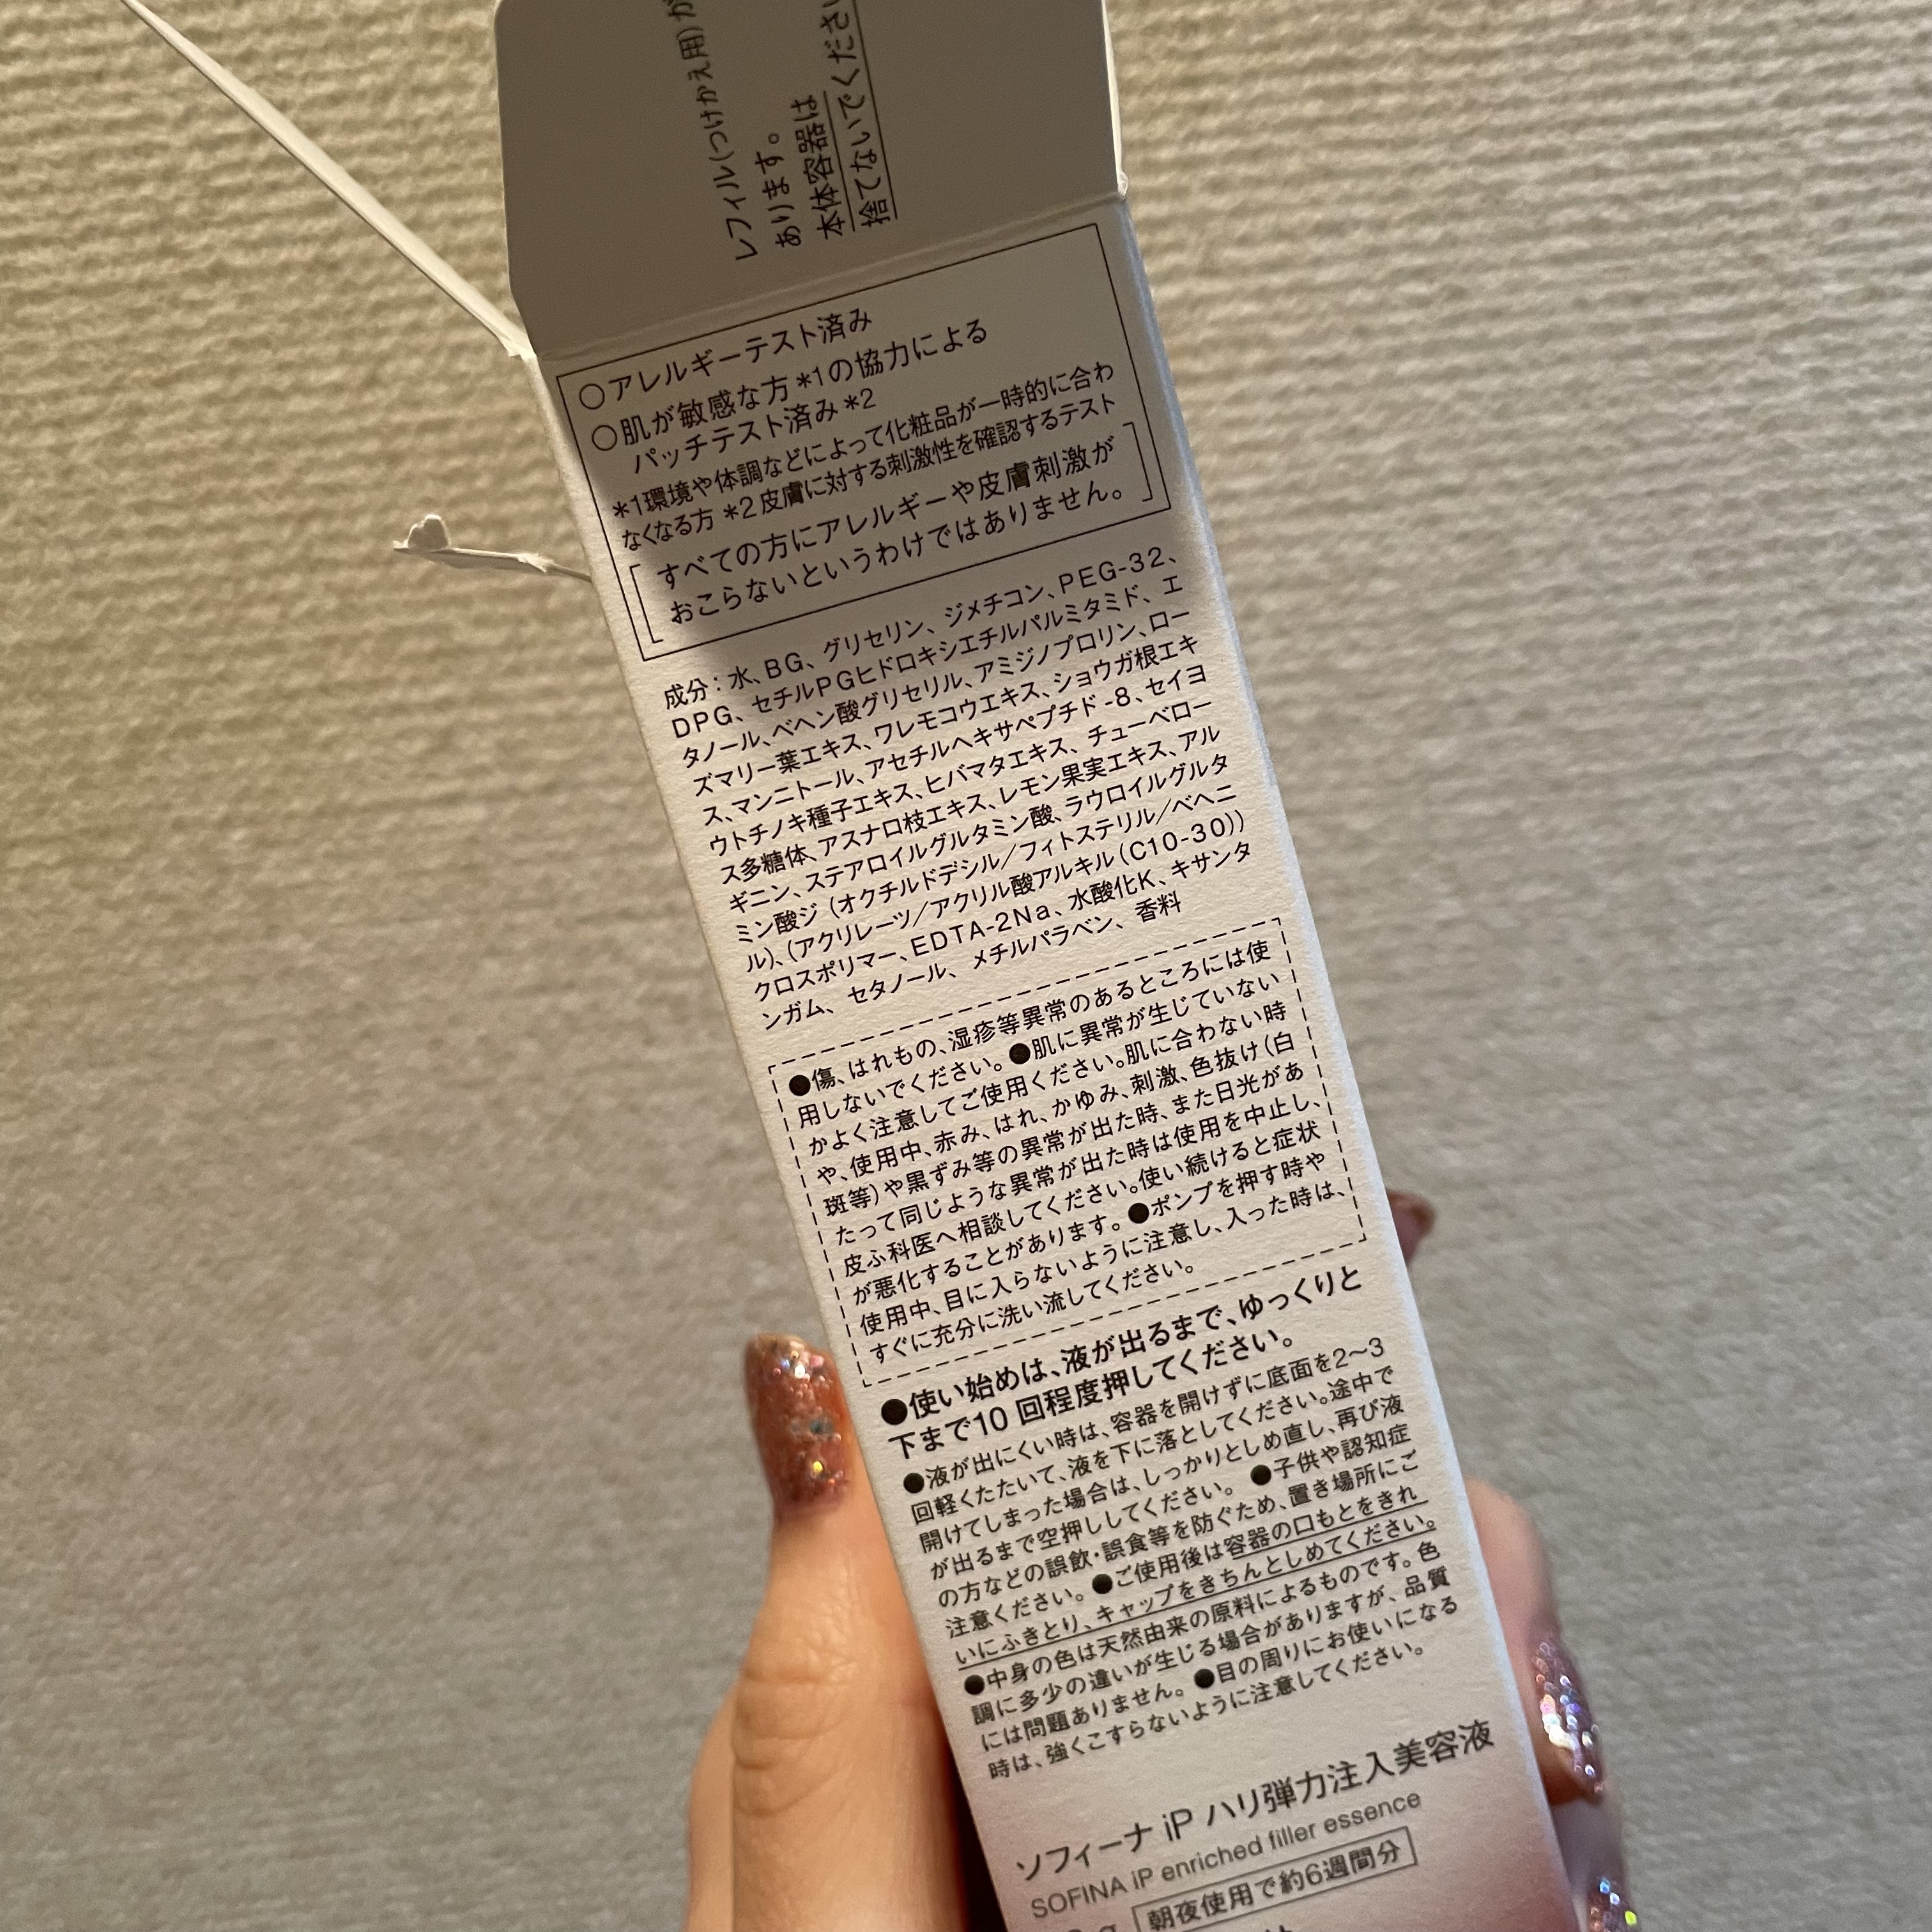 レフィル(つけかえ用)が
あります。
本体容器は
捨てないでくださ
○アレルギーテスト済み
○肌が敏感な方*1の協力による
パッチテスト済み*2
*1環境や体調などによって化粧品が一時的に合わ
なくなる方 *2皮膚に対する刺激性を確認するテスト
すべての方にアレルギーや皮膚刺激が
おこらないというわけではありません。
成分:水、BG、グリセリン、ジメチコン、PEG-32、
DPG、セチルPGヒドロキシエチルパルミタミド、エ
タノール、ベヘン酸グリセリル、アミジノプロリン、ロー
ズマリー葉エキス、ワレモコウエキス、ショウガ根エキ
ス、マンニトール、アセチルヘキサペプチド-8、セイヨ
ウトチノキ種子エキス、ヒバマタエキス、チューベロー
ス多糖体、アスナロ枝エキス、レモン果実エキス、アル
ギニン、ステアロイルグルタミン酸、ラウロイルグルタ
ミン酸ジ(オクチルドデシル/フィトステリル/ベヘニ
ル)、(アクリレーツ/アクリル酸アルキル(C10-30))
クロスポリマー、EDTA-2Na、水酸化K、キサンタ
ンガム、セタノール、メチルパラベン、香料
●傷、はれもの、湿疹等異常のあるところには使
用しないでください。●肌に異常が生じていない
かよく注意してご使用ください。肌に合わない時
や、使用中、赤み、はれ、かゆみ、刺激、色抜け(白
斑等)や黒ずみ等の異常が出た時、また日光があ
たって同じような異常が出た時は使用を中止し、
皮ふ科医へ相談してください。使い続けると症状
が悪化することがあります。●ポンプを押す時や
使用中、目に入らないように注意し、入った時は、
すぐに充分に洗い流してください。
●使い始めは、液が出るまで、ゆっくりと
下まで10回程度押してください。
●液が出にくい時は、容器を開けずに底面を2〜3
回軽くたたいて、液を下に落としてください。途中で
開けてしまった場合は、しっかりとしめ直し、再び液
が出るまで空押ししてください。●子供や認知症
の方などの誤飲・誤食等を防ぐため、置き場所にご
注意ください。●ご使用後は容器の口もとをきれ
いにふきとり、キャップをきちんとしめてください。
●中身の色は天然由来の原料によるものです。色
調に多少の違いが生じる場合がありますが、品質
には問題ありません。●目の周りにお使いになる
時は、強くこすらないように注意してください。
ソフィーナ iP ハリ弾力注入美容液
SOFINA iP enriched filler essence
g 朝夜使用で約6週間分